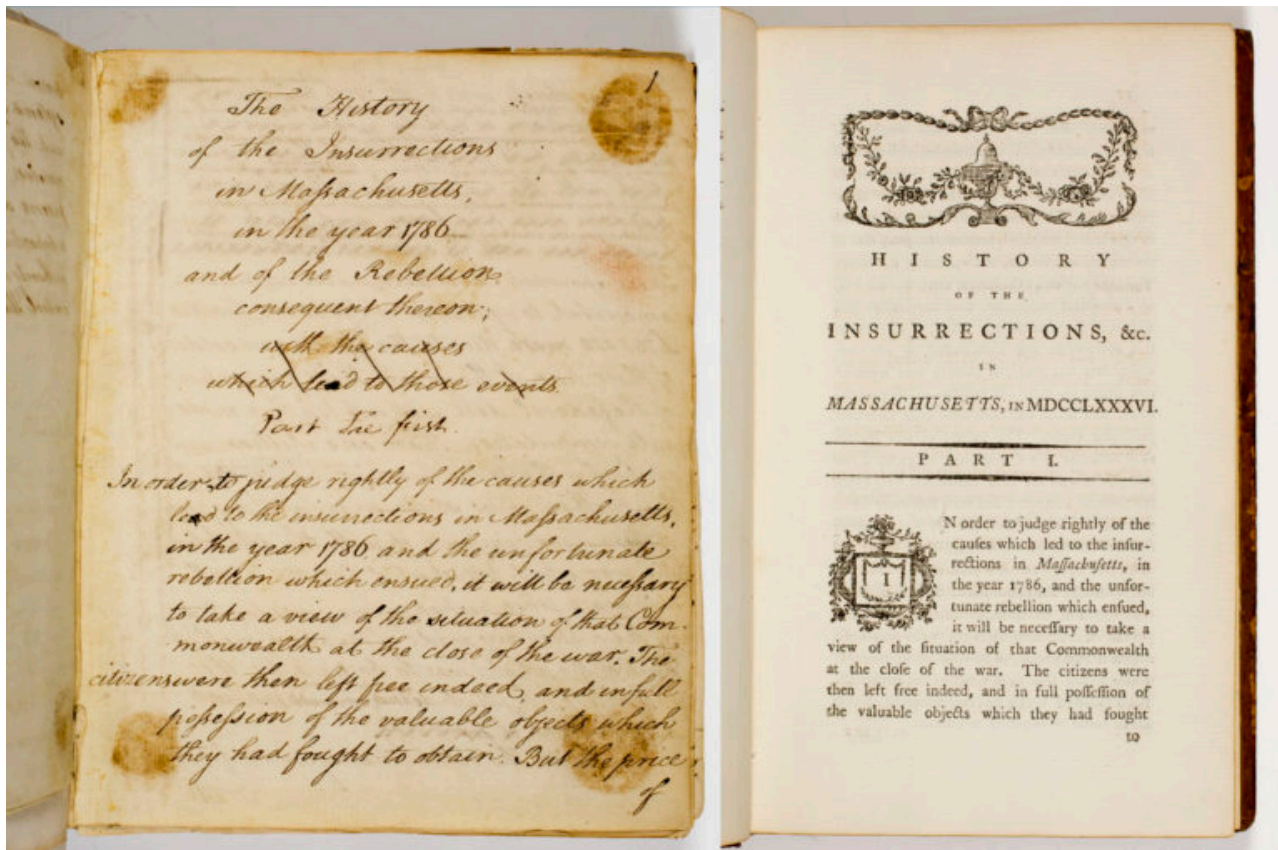 1
The History
of the Insurrections
in Maſsachusetts,
in the year 1786
and of the Rebellion
consequent thereon;
with the causes
which lead to those events.
Part The first.
In order to judge rightly of the causes which
lead to the insurrections in Maſsachusetts,
in the year 1786 and the unfortunate
rebellion which ensued, it will be neceſsary
to take a view of the situation of that Com-
monwealth at the close of the war. The
citizens were then left free indeed, and in full
poſseſsion of the valuable objects which
they had fought to obtain. But the price
of
HISTORY
OF THE
INSURRECTIONS, &c.
IN
MASSACHUSETTS, IN MDCCLXXXVI.
PART I.
IN order to judge rightly of the
cauſes which led to the inſur-
rections in Maſſachuſetts, in
the year 1786, and the unfor-
tunate rebellion which enſued,
it will be neceſſary to take a
view of the ſituation of that Commonwealth
at the cloſe of the war. The citizens were
then left free indeed, and in full poſſeſſion of
the valuable objects which they had fought
to